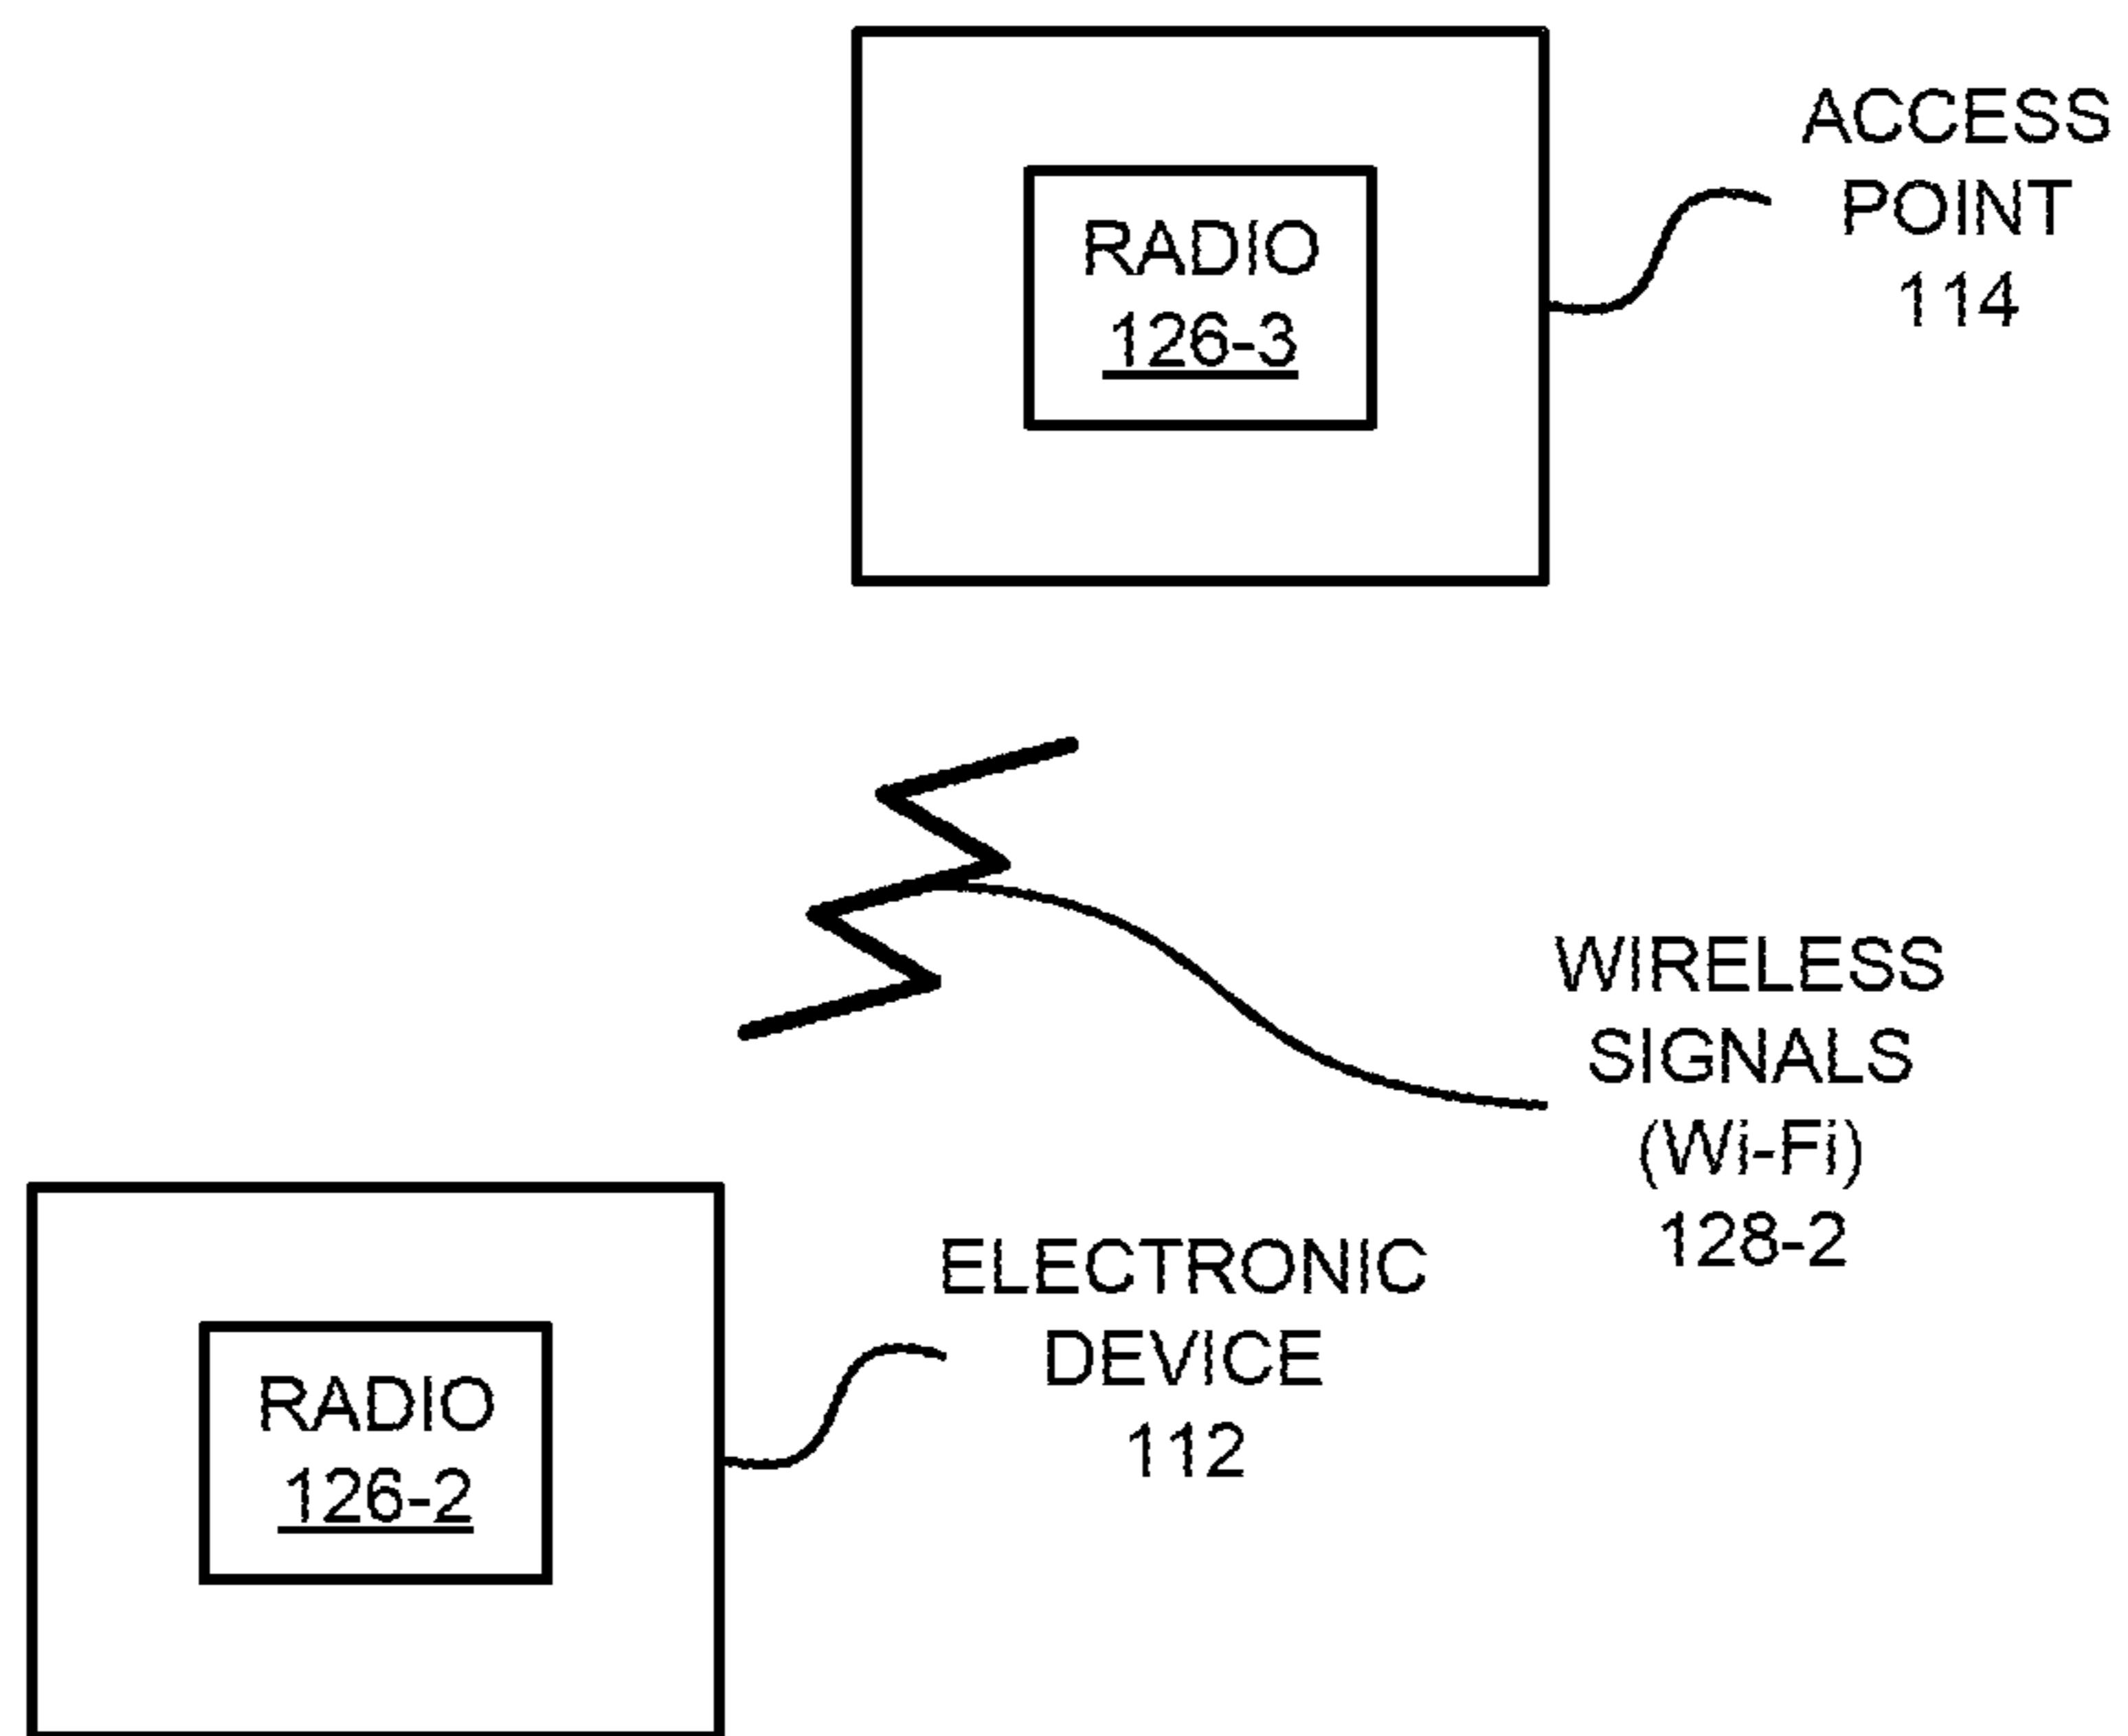 RADIO
126-3
ACCESS
POINT
114
WIRELESS
SIGNALS
(Wi-Fi)
128-2
ELECTRONIC
DEVICE
112
RADIO
126-2